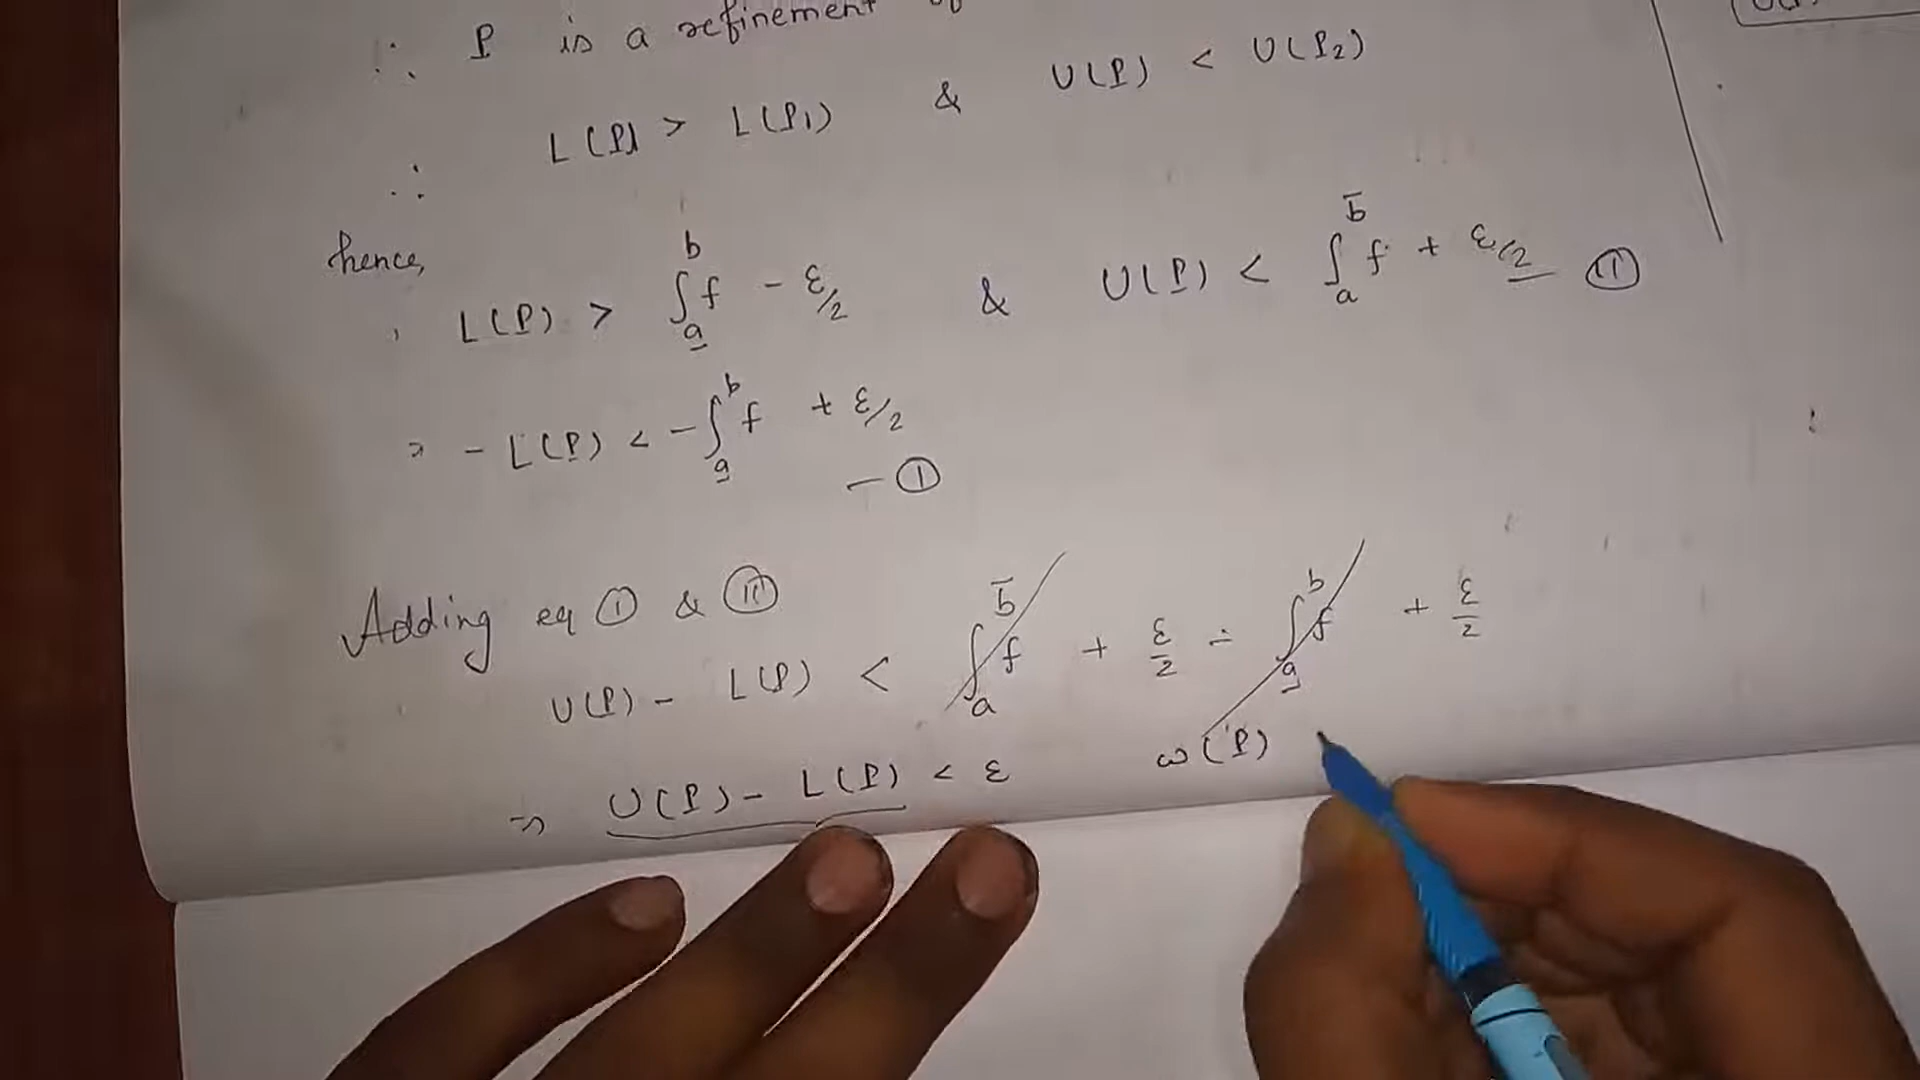 ∴ P is a refinement of
L(P) > L(P₁) & U(P) < U(P₂)
∴
hence,
L(P) > ∫_a̲^b f - ε/2 & U(P) < ∫_a^b̄ f + ε/2 — (II)
⇒ - L(P) < - ∫_a̲^b f + ε/2
— (I)
Adding eq (I) & (II)
U(P) - L(P) < ∫_a^b̄ f + ε/2 - ∫_a̲^b f + ε/2
⇒ U(P) - L(P) < ε ω(P)